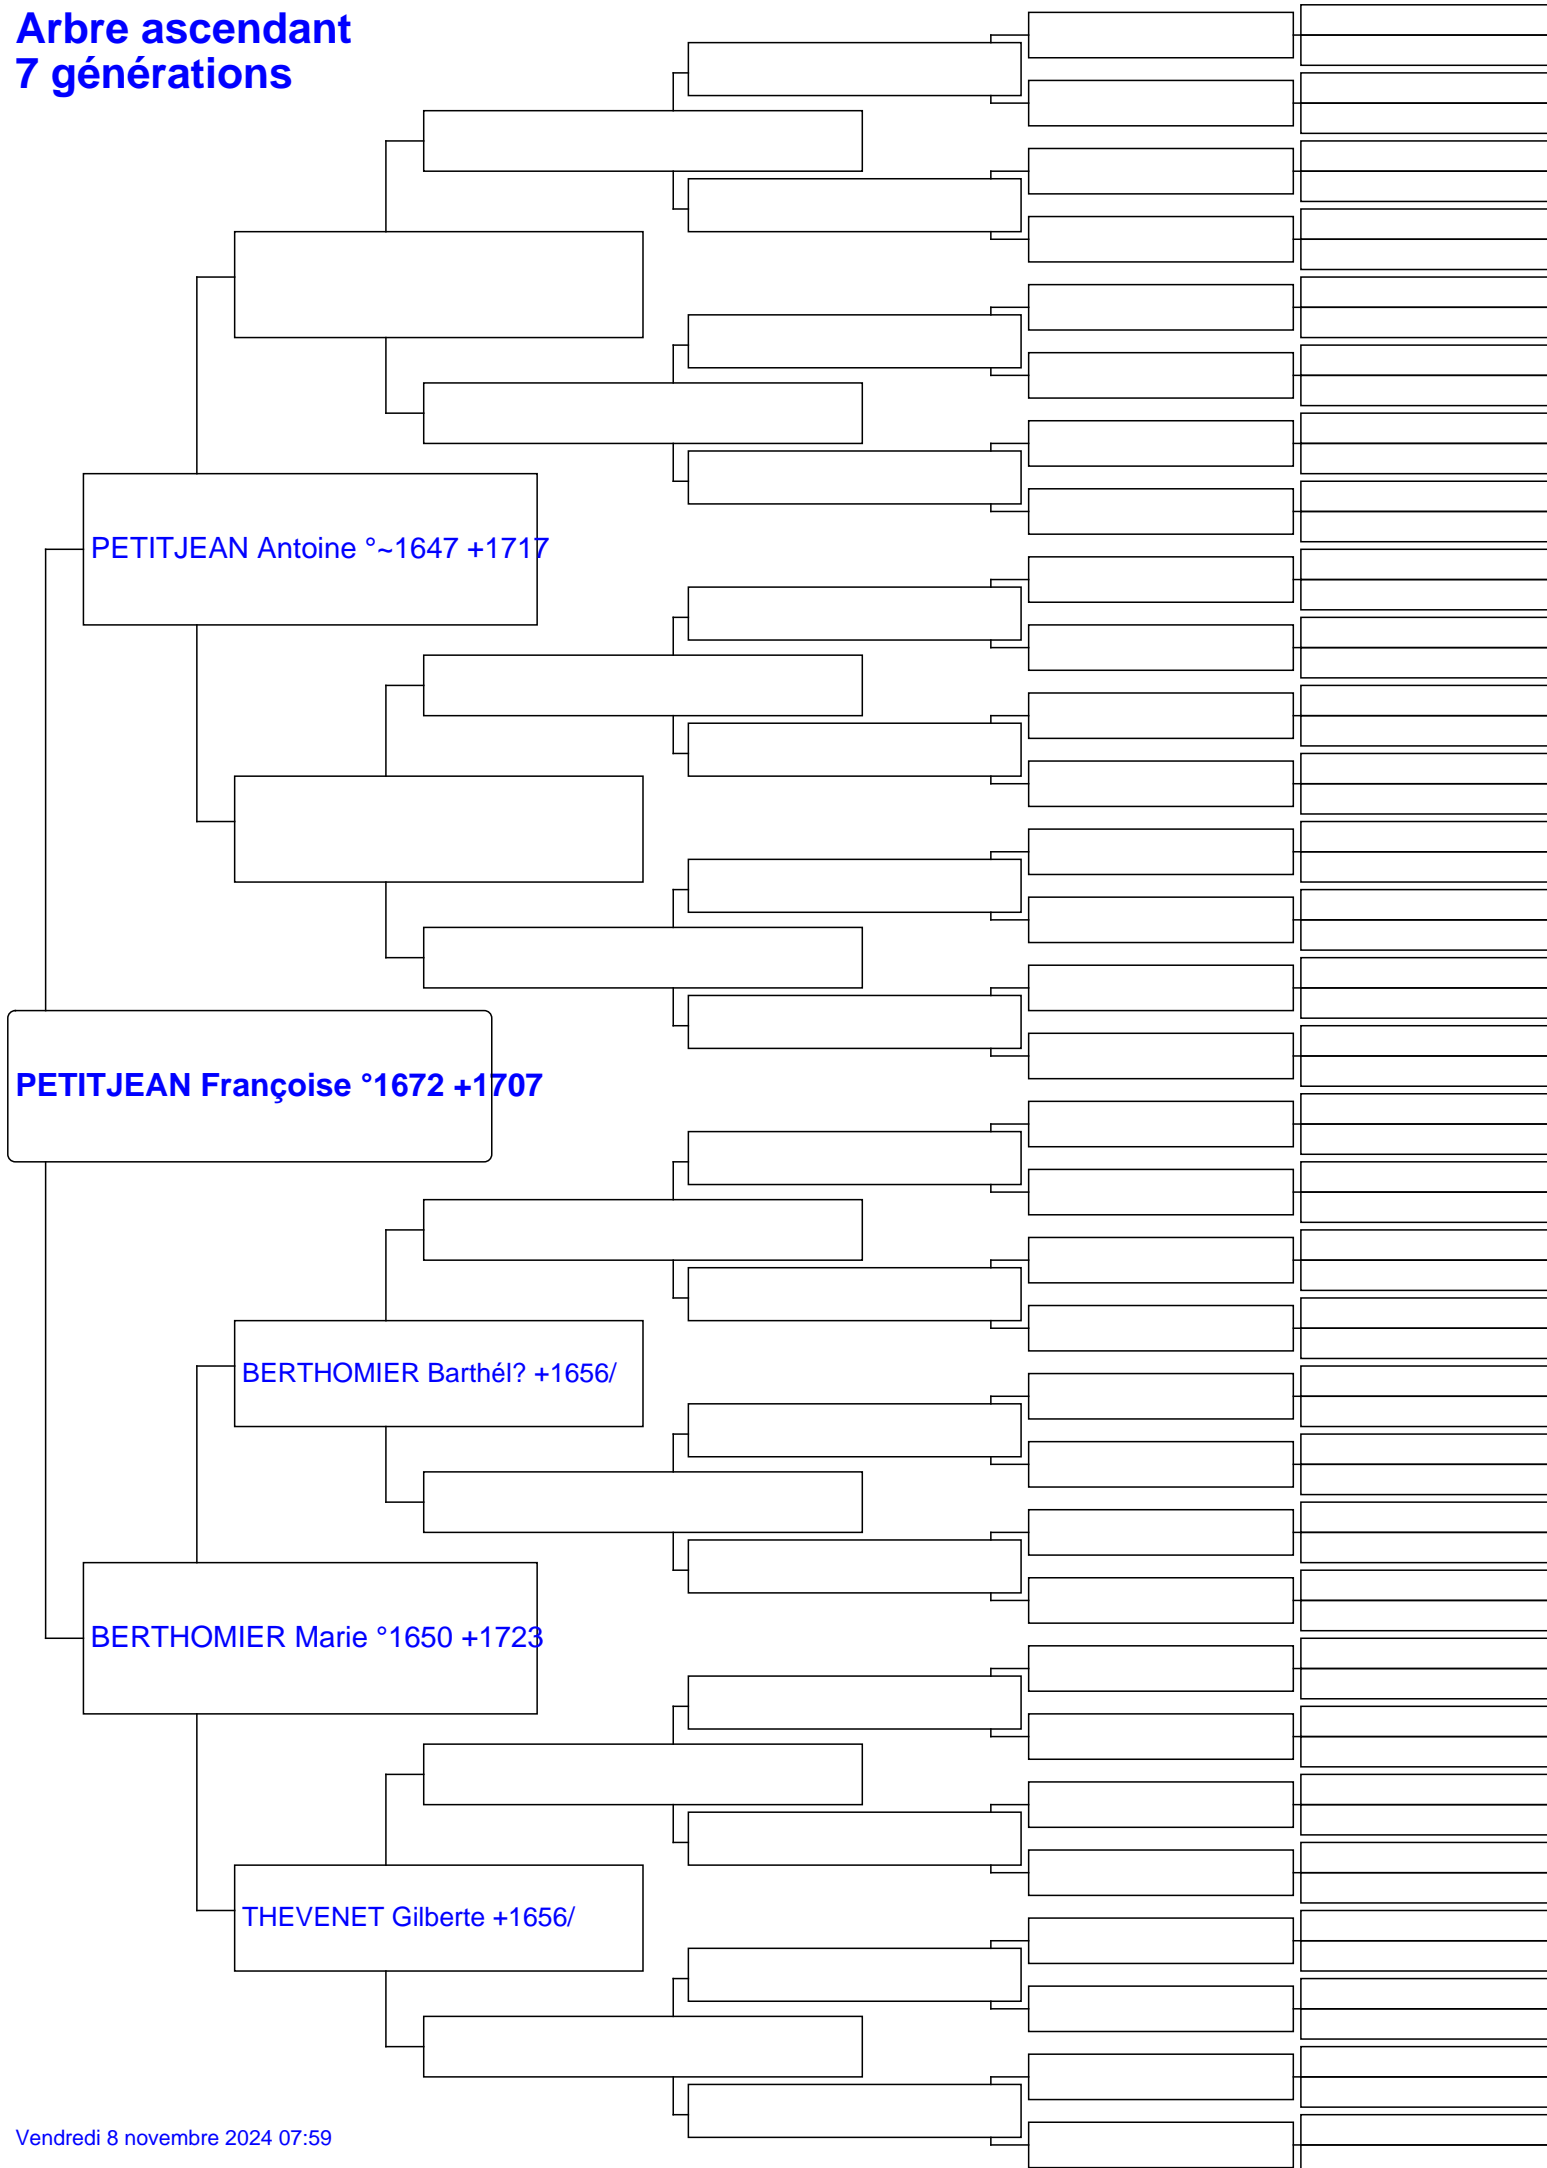 Arbre ascendant
7 générations
PETITJEAN Antoine °~1647 +1717
PETITJEAN Françoise °1672 +1707
BERTHOMIER Barthél? +1656/
BERTHOMIER Marie °1650 +1723
THEVENET Gilberte +1656/
Vendredi 8 novembre 2024 07:59